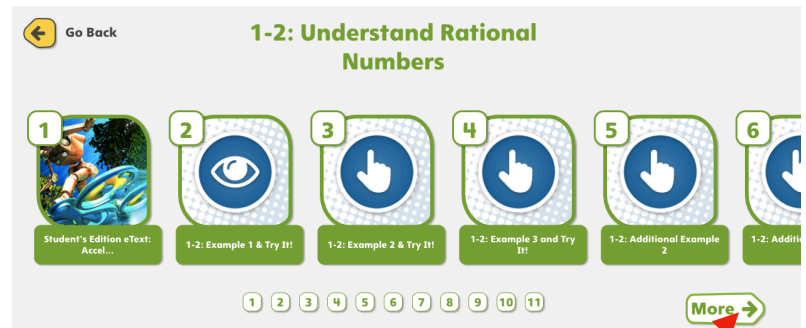 Go Back
1-2: Understand Rational
Numbers
1
2
3
4
5
6
Student's Edition eText:
Accel...
1-2: Example 1 & Try It!
1-2: Example 2 & Try It!
1-2: Example 3 and Try
It!
1-2: Additional Example
2
1-2: Additi
1 2 3 4 5 6 7 8 9 10 11
More